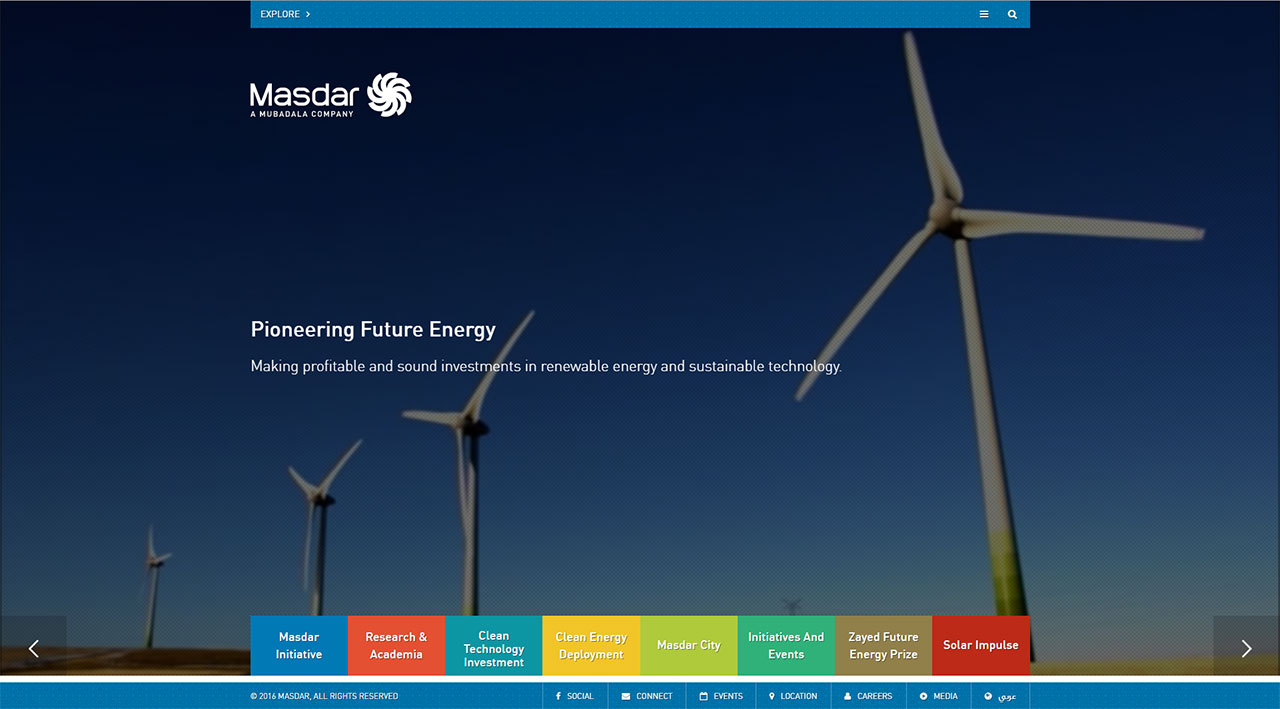 EXPLORE
Masdar
A MUBADALA COMPANY
Pioneering Future Energy
Making profitable and sound investments in renewable energy and sustainable technology.
Masdar
Initiative
Research &
Academia
Clean
Technology
Investment
Clean Energy
Deployment
Masdar City
Initiatives And
Events
Zayed Future
Energy Prize
Solar Impulse
© 2016 MASDAR, ALL RIGHTS RESERVED
SOCIAL
CONNECT
EVENTS
LOCATION
CAREERS
MEDIA
عربي